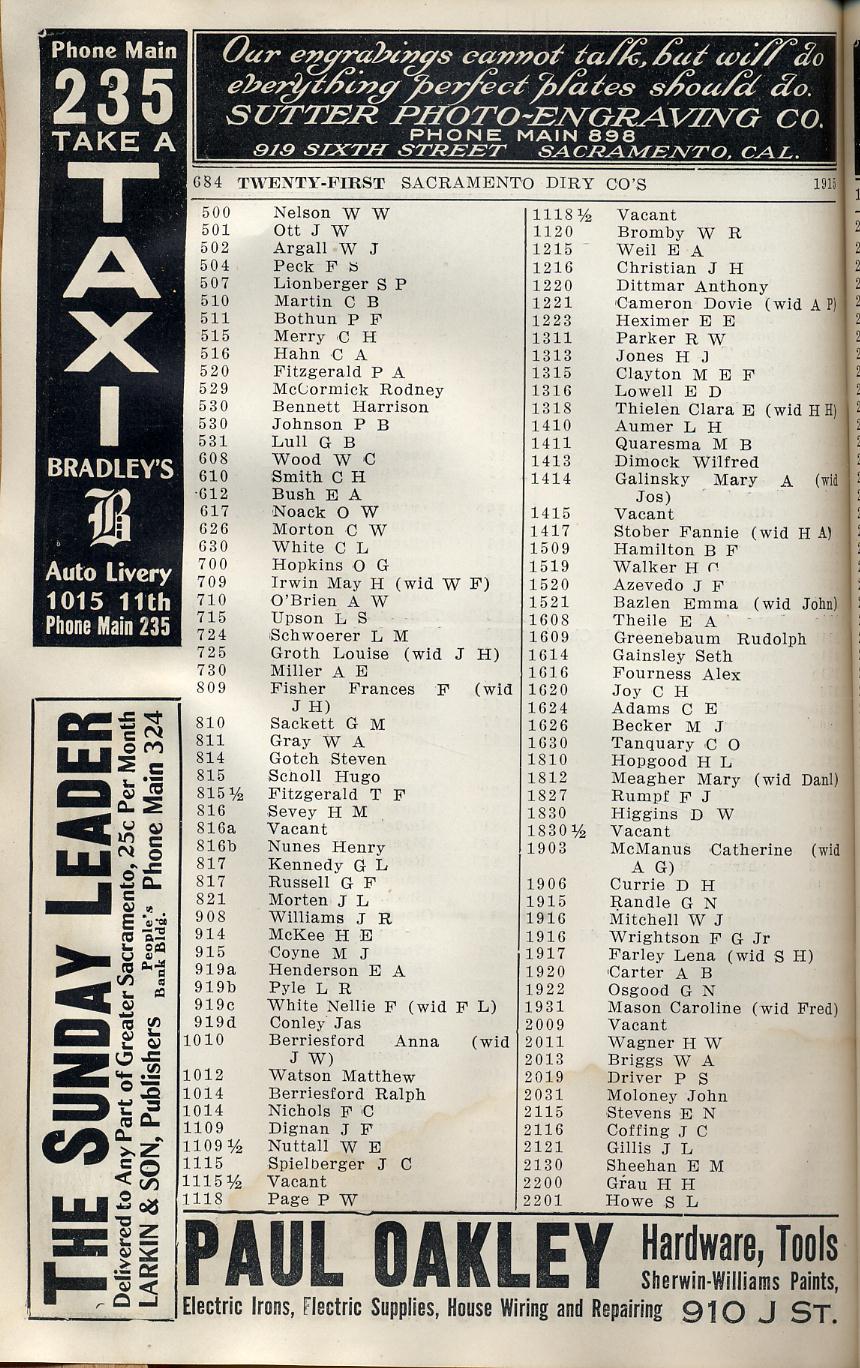 Phone Main
235
TAKE A
TAXI
BRADLEY'S
B
Auto Livery
1015 11th
Phone Main 235
THE SUNDAY LEADER
Delivered to Any Part of Greater Sacramento, 25c Per Month
LARKIN & SON, Publishers People's Bank Bldg. Phone Main 324
Our engravings cannot talk, but will do
everything perfect plates should do.
SUTTER PHOTO-ENGRAVING CO.
PHONE MAIN 898
919 SIXTH STREET SACRAMENTO, CAL.
684 TWENTY-FIRST SACRAMENTO DIRY CO'S 1915
500 Nelson W W
501 Ott J W
502 Argall W J
504 Peck F S
507 Lionberger S P
510 Martin C B
511 Bothun P F
515 Merry C H
516 Hahn C A
520 Fitzgerald P A
529 McCormick Rodney
530 Bennett Harrison
530 Johnson P B
531 Lull G B
608 Wood W C
610 Smith C H
612 Bush E A
617 Noack O W
626 Morton C W
630 White C L
700 Hopkins O G
709 Irwin May H (wid W F)
710 O'Brien A W
715 Upson L S
724 Schwoerer L M
725 Groth Louise (wid J H)
730 Miller A E
809 Fisher Frances F (wid
J H)
810 Sackett G M
811 Gray W A
814 Gotch Steven
815 Scholl Hugo
815½ Fitzgerald T F
816 Sevey H M
816a Vacant
816b Nunes Henry
817 Kennedy G L
817 Russell G F
821 Morten J L
908 Williams J R
914 McKee H E
915 Coyne M J
919a Henderson E A
919b Pyle L R
919c White Nellie F (wid F L)
919d Conley Jas
1010 Berriesford Anna (wid
J W)
1012 Watson Matthew
1014 Berriesford Ralph
1014 Nichols F C
1109 Dignan J F
1109½ Nuttall W E
1115 Spielberger J C
1115½ Vacant
1118 Page P W
1118½ Vacant
1120 Bromby W R
1215 Weil E A
1216 Christian J H
1220 Dittmar Anthony
1221 Cameron Dovie (wid A P)
1223 Heximer E E
1311 Parker R W
1313 Jones H J
1315 Clayton M E F
1316 Lowell E D
1318 Thielen Clara E (wid H H)
1410 Aumer L H
1411 Quaresma M B
1413 Dimock Wilfred
1414 Galinsky Mary A (wid
Jos)
1415 Vacant
1417 Stober Fannie (wid H A)
1509 Hamilton B F
1519 Walker H C
1520 Azevedo J F
1521 Bazlen Emma (wid John)
1608 Theile E A
1609 Greenebaum Rudolph
1614 Gainsley Seth
1616 Fourness Alex
1620 Joy C H
1624 Adams C E
1626 Becker M J
1630 Tanquary C O
1810 Hopgood H L
1812 Meagher Mary (wid Danl)
1827 Rumpf F J
1830 Higgins D W
1830½ Vacant
1903 McManus Catherine (wid
A G)
1906 Currie D H
1915 Randle G N
1916 Mitchell W J
1916 Wrightson F G Jr
1917 Farley Lena (wid S H)
1920 Carter A B
1922 Osgood G N
1931 Mason Caroline (wid Fred)
2009 Vacant
2011 Wagner H W
2013 Briggs W A
2019 Driver P S
2031 Moloney John
2115 Stevens E N
2116 Coffing J C
2121 Gillis J L
2130 Sheehan E M
2200 Grau H H
2201 Howe S L
PAUL OAKLEY Hardware, Tools
Sherwin-Williams Paints,
Electric Irons, Electric Supplies, House Wiring and Repairing 910 J ST.